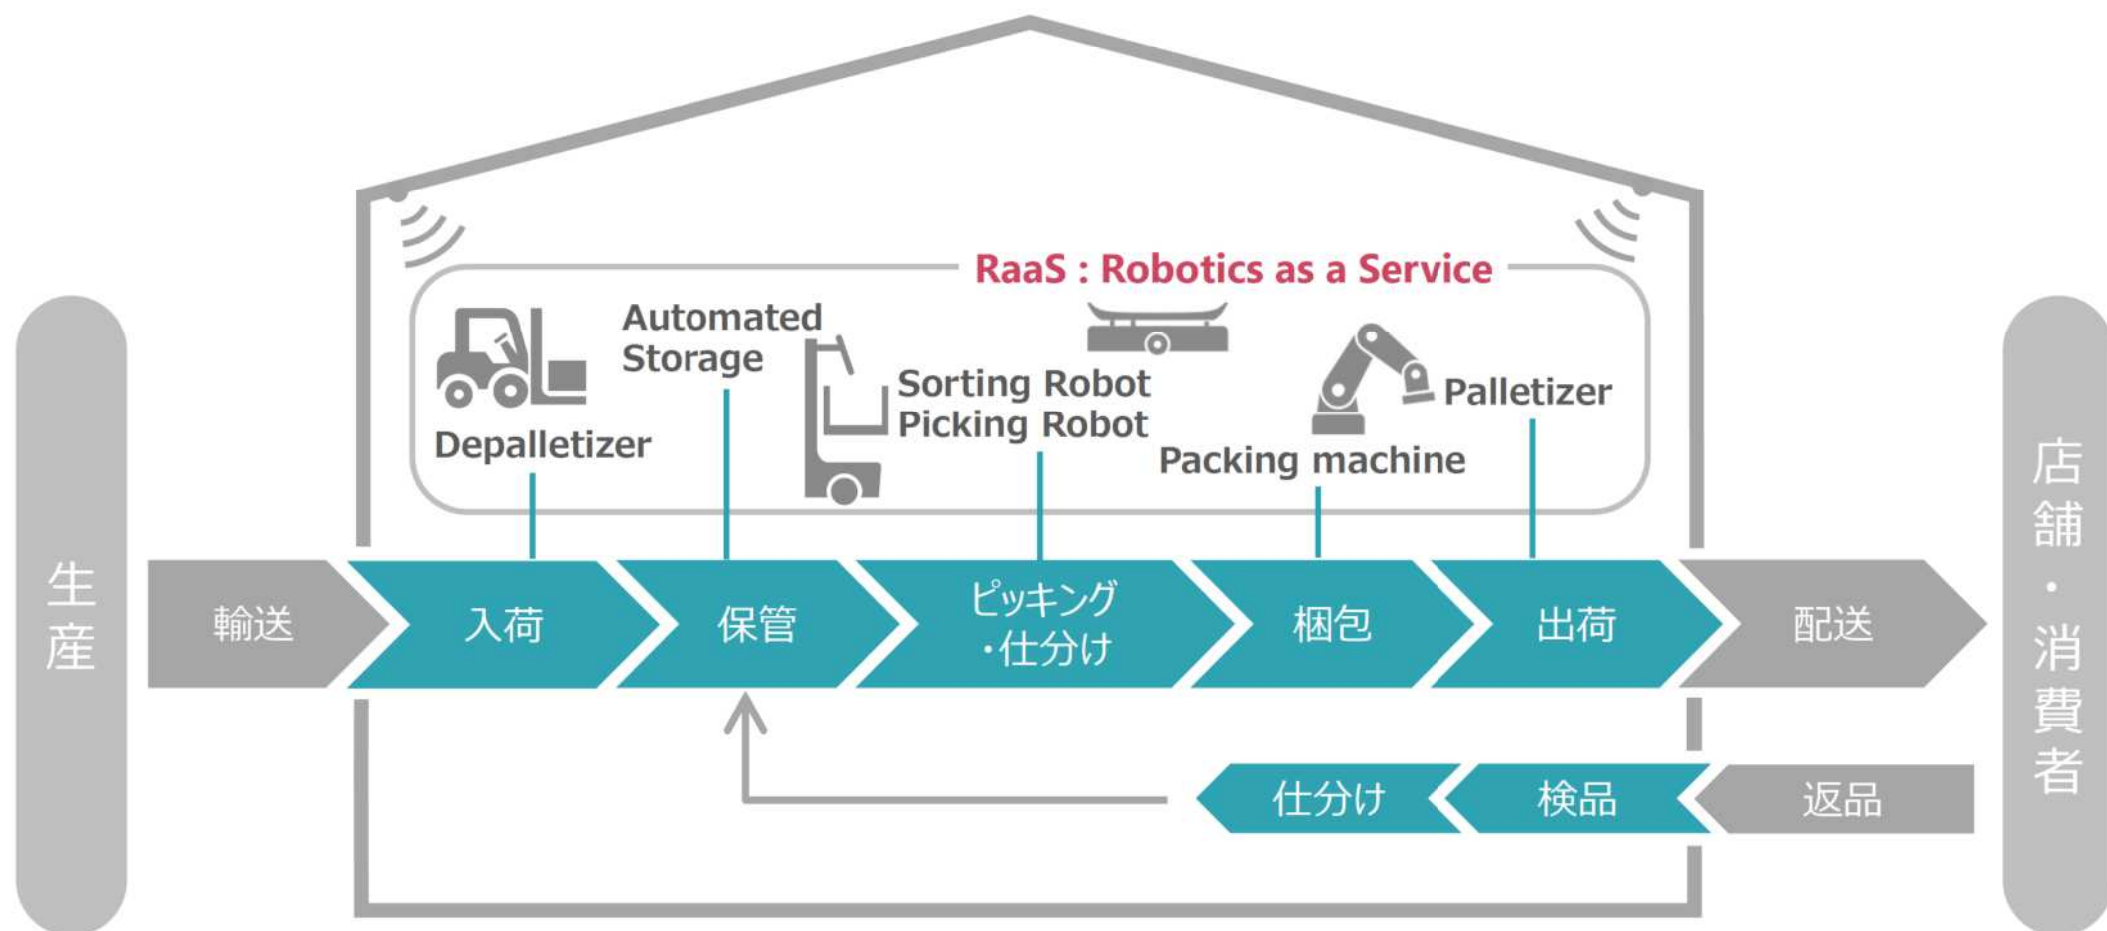 RaaS : Robotics as a Service
Automated
Storage
Depalletizer
Sorting Robot
Picking Robot
Packing machine
Palletizer
生産
輸送
入荷
保管
ピッキング
・仕分け
梱包
出荷
配送
店舗・消費者
仕分け
検品
返品